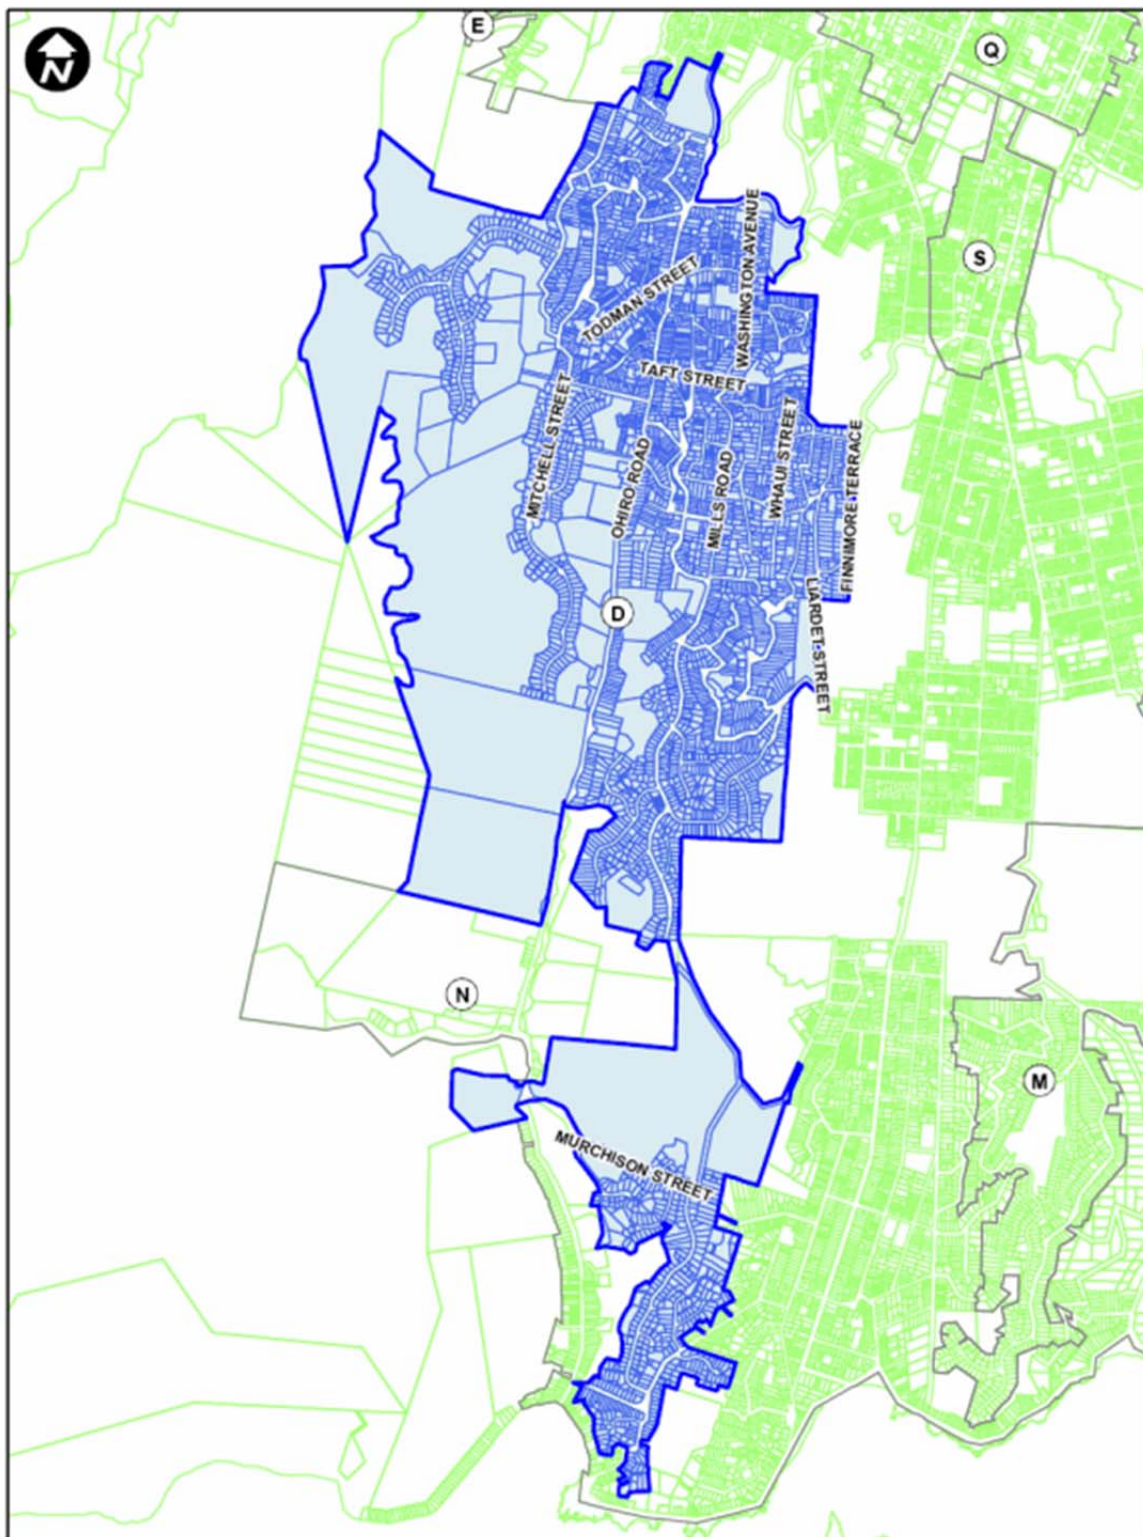 N
E
Q
S
WASHINGTON AVENUE
TODMAN STREET
TAFT STREET
MITCHELL STREET
OHIRO ROAD
MILLS ROAD
WHAUI STREET
FINNIMORE TERRACE
D
LIARDET STREET
N
M
MURCHISON STREET